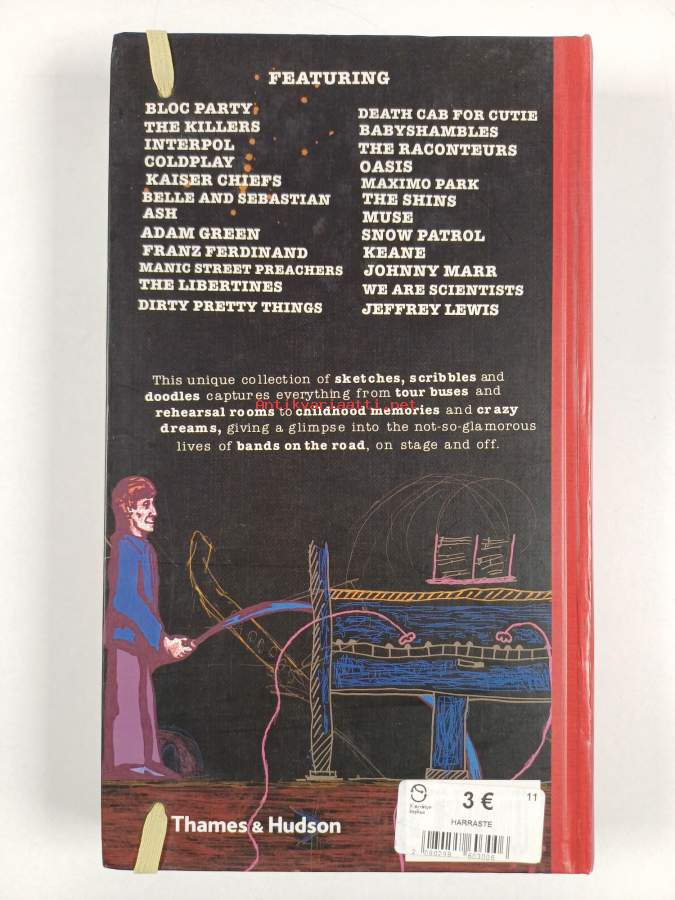 FEATURING
BLOC PARTY
THE KILLERS
INTERPOL
COLDPLAY
KAISER CHIEFS
BELLE AND SEBASTIAN
ASH
ADAM GREEN
FRANZ FERDINAND
MANIC STREET PREACHERS
THE LIBERTINES
DIRTY PRETTY THINGS
DEATH CAB FOR CUTIE
BABYSHAMBLES
THE RACONTEURS
OASIS
MAXIMO PARK
THE SHINS
MUSE
SNOW PATROL
KEANE
JOHNNY MARR
WE ARE SCIENTISTS
JEFFREY LEWIS
This unique collection of sketches, scribbles and
doodles captures everything from tour buses and
rehearsal rooms to childhood memories and crazy
dreams, giving a glimpse into the not-so-glamorous
lives of bands on the road, on stage and off.
Antikvariaatti.net
Thames & Hudson
3 €
11
HARRASTE